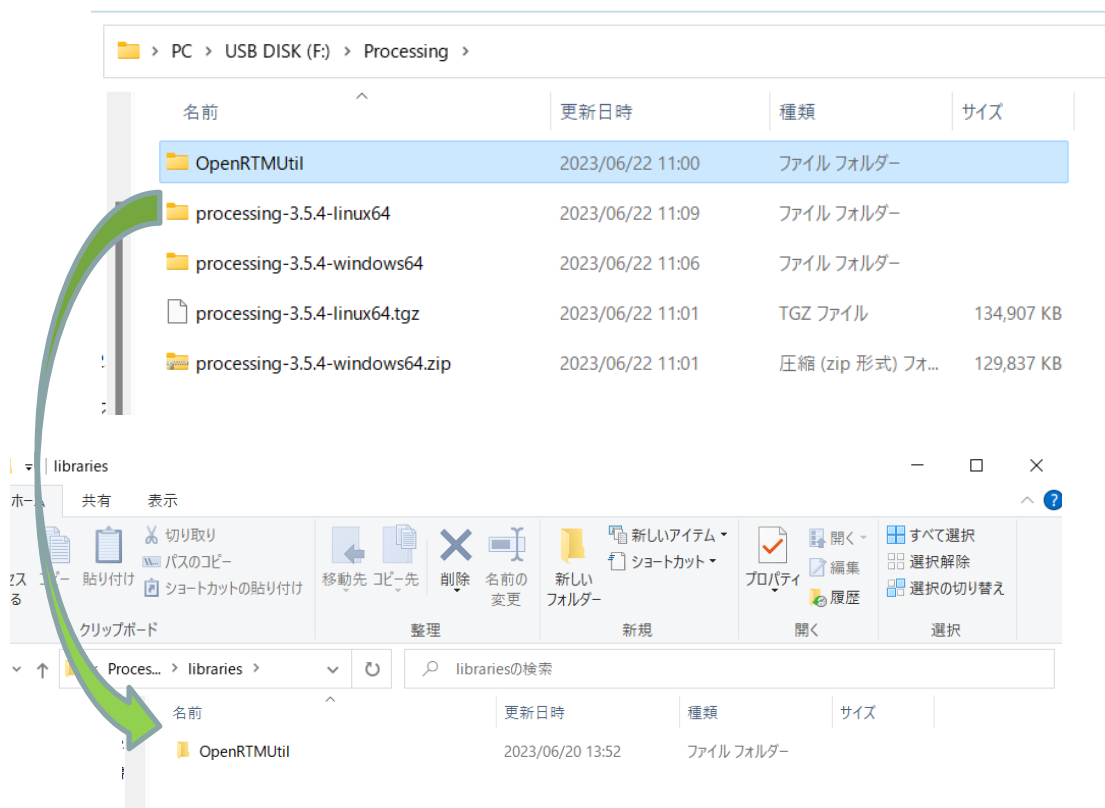 PC > USB DISK (F:) > Processing >
名前 更新日時 種類 サイズ
OpenRTMUtil 2023/06/22 11:00 ファイル フォルダー
processing-3.5.4-linux64 2023/06/22 11:09 ファイル フォルダー
processing-3.5.4-windows64 2023/06/22 11:06 ファイル フォルダー
processing-3.5.4-linux64.tgz 2023/06/22 11:01 TGZ ファイル 134,907 KB
processing-3.5.4-windows64.zip 2023/06/22 11:01 圧縮 (zip 形式) フォ... 129,837 KB
libraries
共有 表示
切り取り
パスのコピー
ショートカットの貼り付け
貼り付け
クリップボード
移動先 コピー先 削除 名前の変更
整理
新しいフォルダー
新しいアイテム
ショートカット
新規
プロパティ
開く
編集
履歴
開く
すべて選択
選択解除
選択の切り替え
選択
Proces... > libraries >
librariesの検索
名前 更新日時 種類 サイズ
OpenRTMUtil 2023/06/20 13:52 ファイル フォルダー